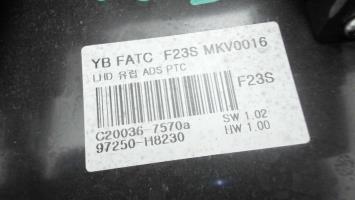 YB FATC F23S MKV0016
LHD 유럽 ADS PTC
F23S
C20036 7570a
97250-H8230
SW 1.02
HW 1.00